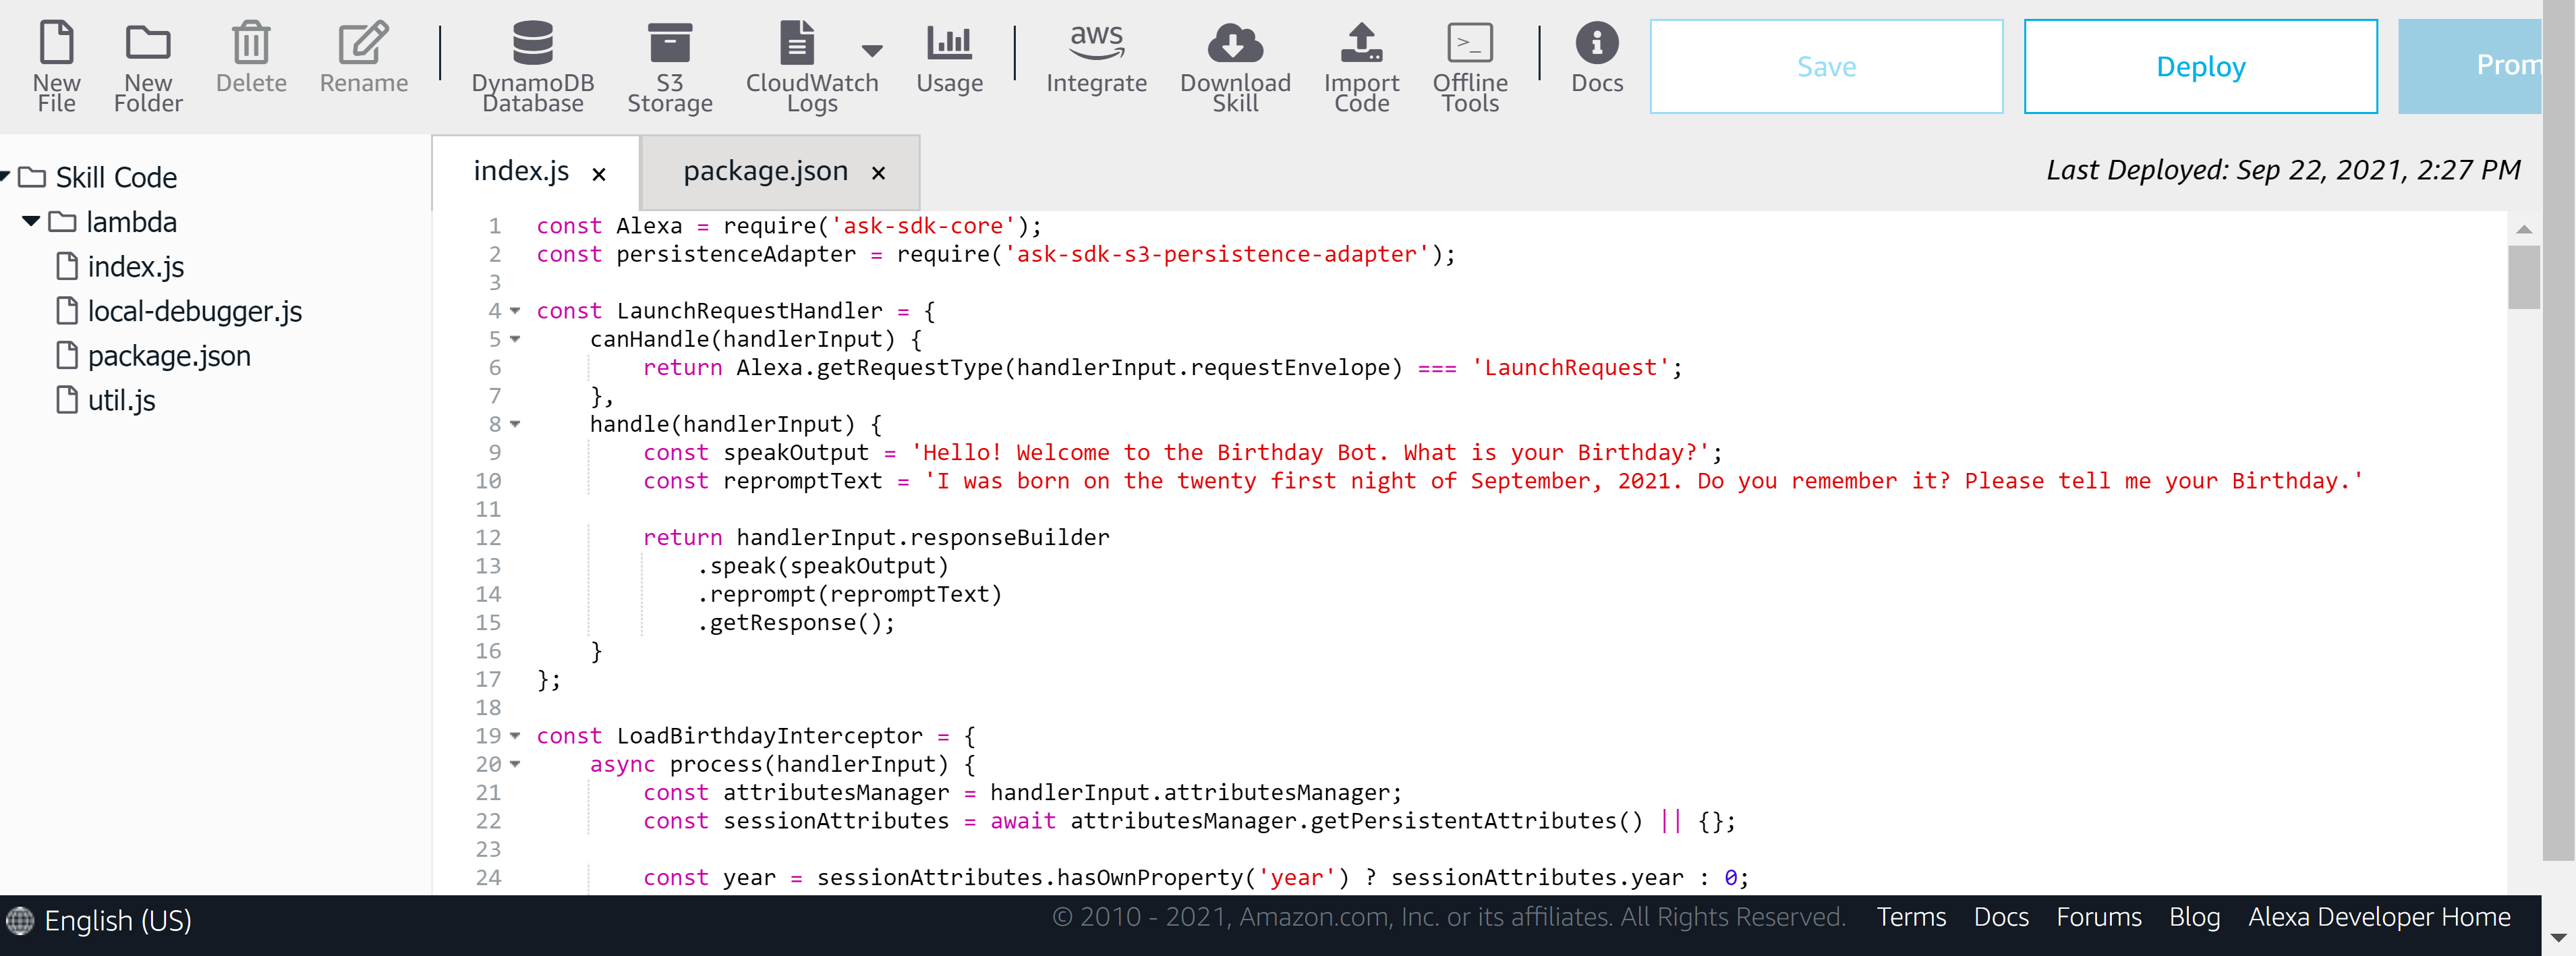 New File
New Folder
Delete
Rename
DynamoDB Database
S3 Storage
CloudWatch Logs
Usage
aws
Integrate
Download Skill
Import Code
>_
Offline Tools
Docs
Save
Deploy
Prom
Skill Code
lambda
index.js
local-debugger.js
package.json
util.js
index.js ×
package.json ×
Last Deployed: Sep 22, 2021, 2:27 PM
1 const Alexa = require('ask-sdk-core');
2 const persistenceAdapter = require('ask-sdk-s3-persistence-adapter');
3
4 const LaunchRequestHandler = {
5     canHandle(handlerInput) {
6         return Alexa.getRequestType(handlerInput.requestEnvelope) === 'LaunchRequest';
7     },
8     handle(handlerInput) {
9         const speakOutput = 'Hello! Welcome to the Birthday Bot. What is your Birthday?';
10         const repromptText = 'I was born on the twenty first night of September, 2021. Do you remember it? Please tell me your Birthday.'
11
12         return handlerInput.responseBuilder
13             .speak(speakOutput)
14             .reprompt(repromptText)
15             .getResponse();
16     }
17 };
18
19 const LoadBirthdayInterceptor = {
20     async process(handlerInput) {
21         const attributesManager = handlerInput.attributesManager;
22         const sessionAttributes = await attributesManager.getPersistentAttributes() || {};
23
24         const year = sessionAttributes.hasOwnProperty('year') ? sessionAttributes.year : 0;
English (US)
© 2010 - 2021, Amazon.com, Inc. or its affiliates. All Rights Reserved. Terms Docs Forums Blog Alexa Developer Home